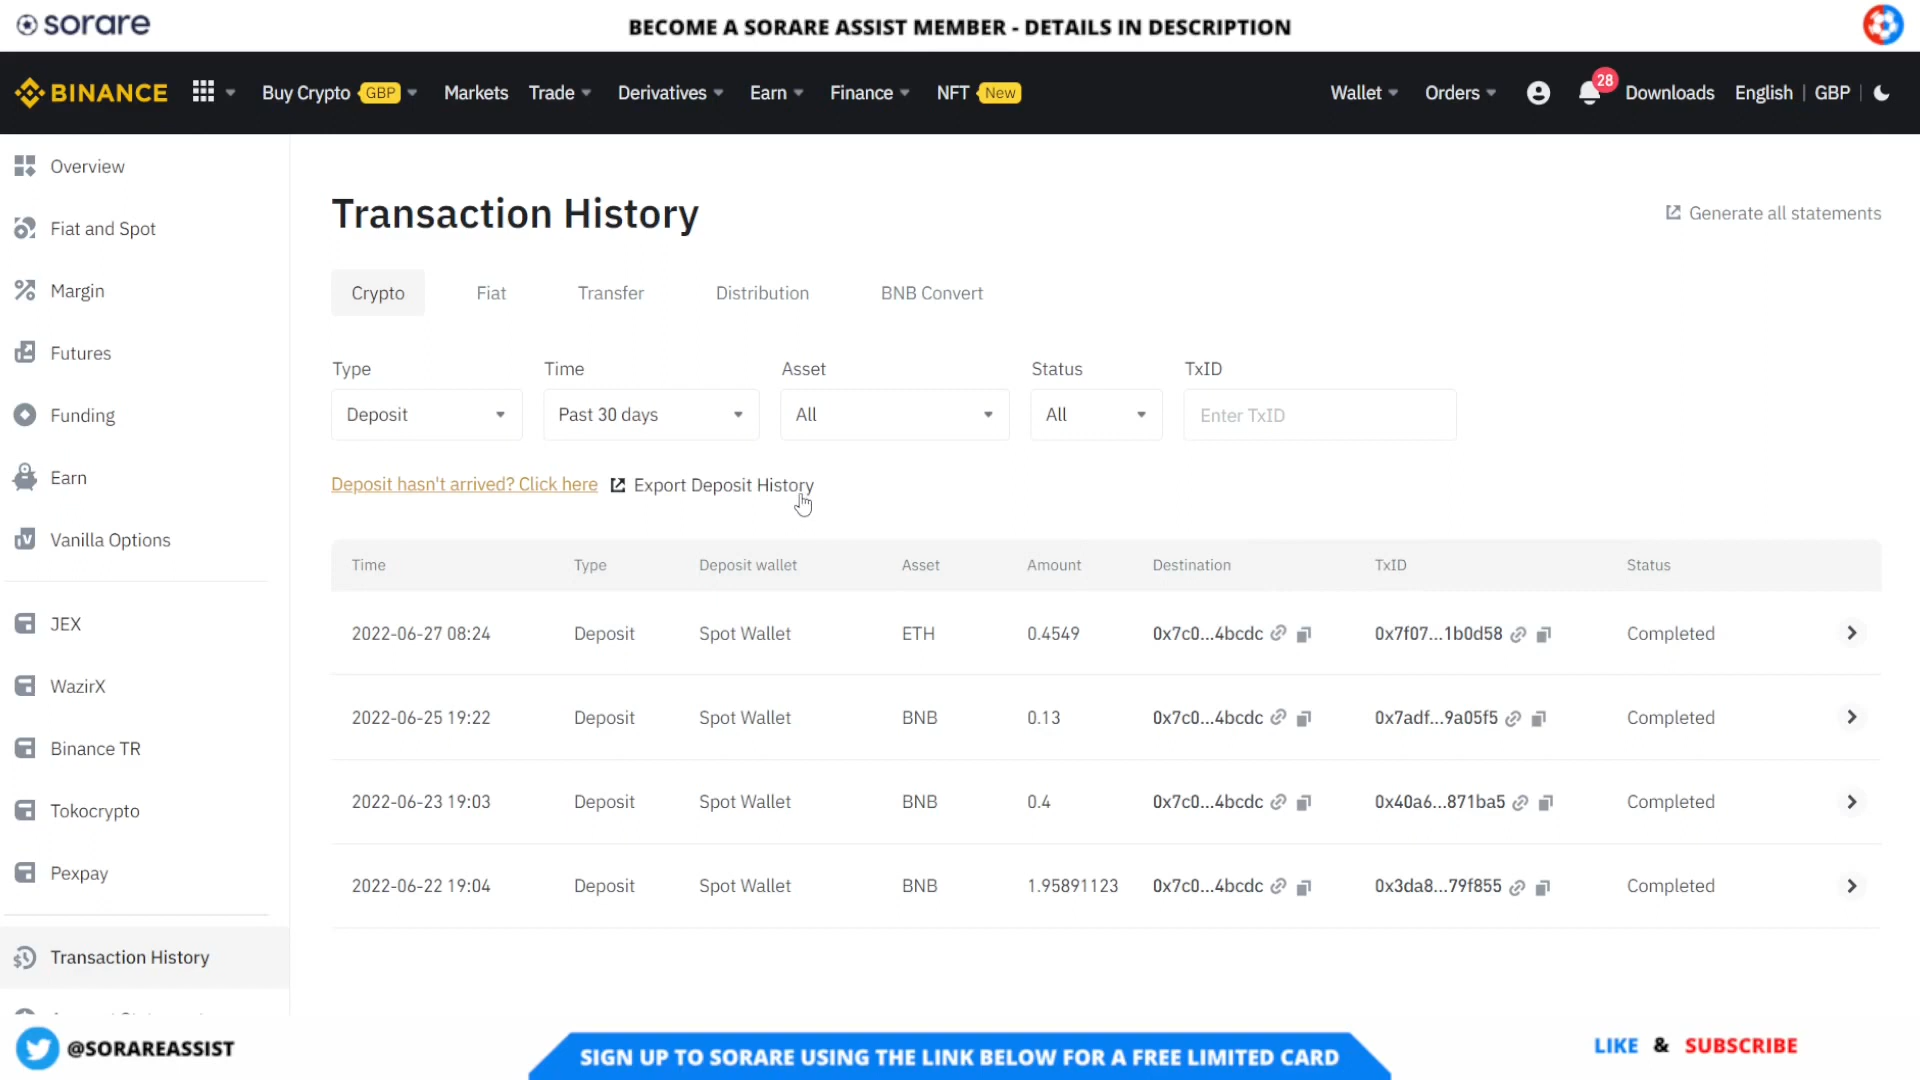 sorare
BECOME A SORARE ASSIST MEMBER - DETAILS IN DESCRIPTION
BINANCE
Buy Crypto GBP
Markets
Trade
Derivatives
Earn
Finance
NFT New
Wallet
Orders
28
Downloads
English | GBP
Overview
Fiat and Spot
Margin
Futures
Funding
Earn
Vanilla Options
JEX
WazirX
Binance TR
Tokocrypto
Pexpay
Transaction History
Transaction History
Generate all statements
Crypto Fiat Transfer Distribution BNB Convert
Type Time Asset Status TxID
Deposit Past 30 days All All Enter TxID
Deposit hasn't arrived? Click here Export Deposit History
Time Type Deposit wallet Asset Amount Destination TxID Status
2022-06-27 08:24 Deposit Spot Wallet ETH 0.4549 0x7c0...4bcdc 0x7f07...1b0d58 Completed
2022-06-25 19:22 Deposit Spot Wallet BNB 0.13 0x7c0...4bcdc 0x7adf...9a05f5 Completed
2022-06-23 19:03 Deposit Spot Wallet BNB 0.4 0x7c0...4bcdc 0x40a6...871ba5 Completed
2022-06-22 19:04 Deposit Spot Wallet BNB 1.95891123 0x7c0...4bcdc 0x3da8...79f855 Completed
@SORAREASSIST
SIGN UP TO SORARE USING THE LINK BELOW FOR A FREE LIMITED CARD
LIKE & SUBSCRIBE